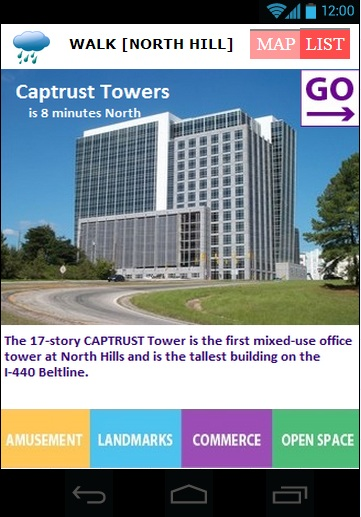 12:00
WALK [NORTH HILL]
MAP
LIST
Captrust Towers
is 8 minutes North
GO
The 17-story CAPTRUST Tower is the first mixed-use office
tower at North Hills and is the tallest building on the
I-440 Beltline.
AMUSEMENT
LANDMARKS
COMMERCE
OPEN SPACE